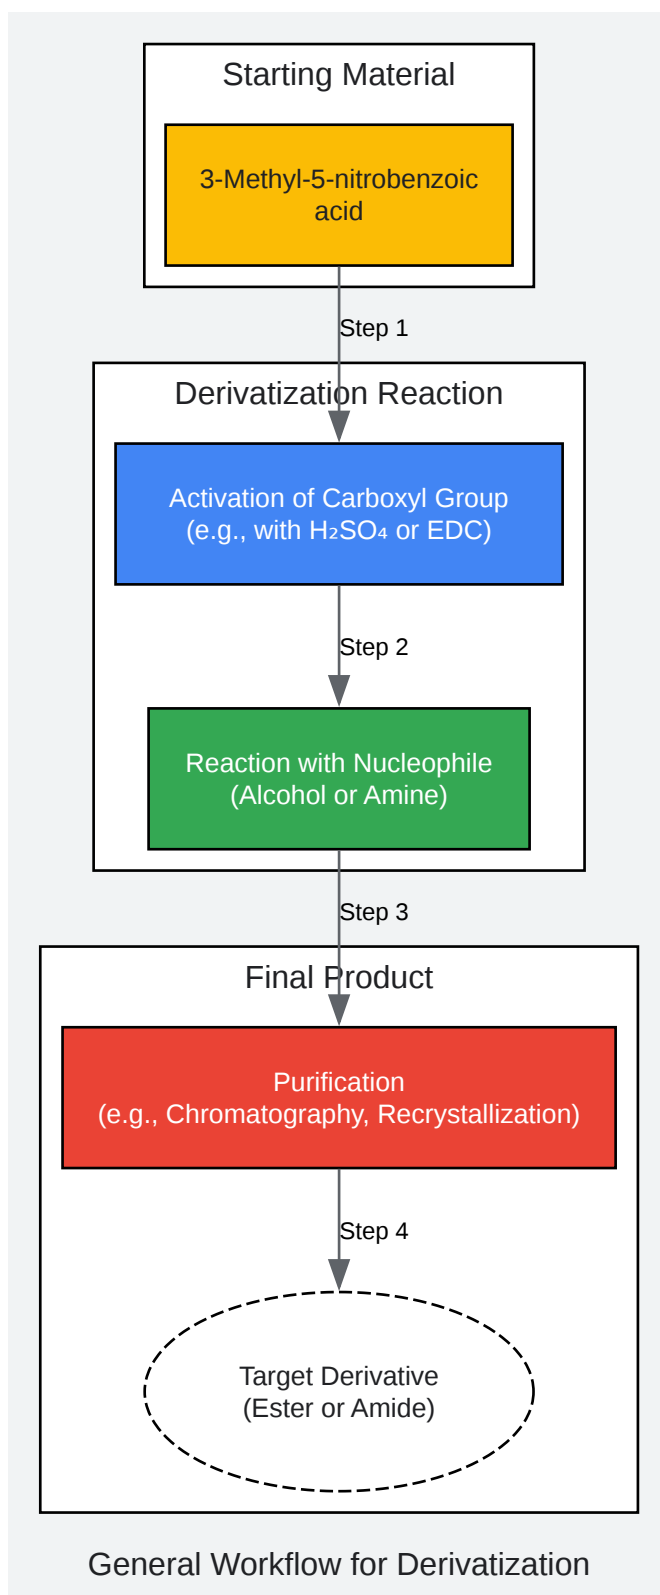 Starting Material
3-Methyl-5-nitrobenzoic
acid
Step 1
Derivatization Reaction
Activation of Carboxyl Group
(e.g., with H₂SO₄ or EDC)
Step 2
Reaction with Nucleophile
(Alcohol or Amine)
Step 3
Final Product
Purification
(e.g., Chromatography, Recrystallization)
Step 4
Target Derivative
(Ester or Amide)
General Workflow for Derivatization